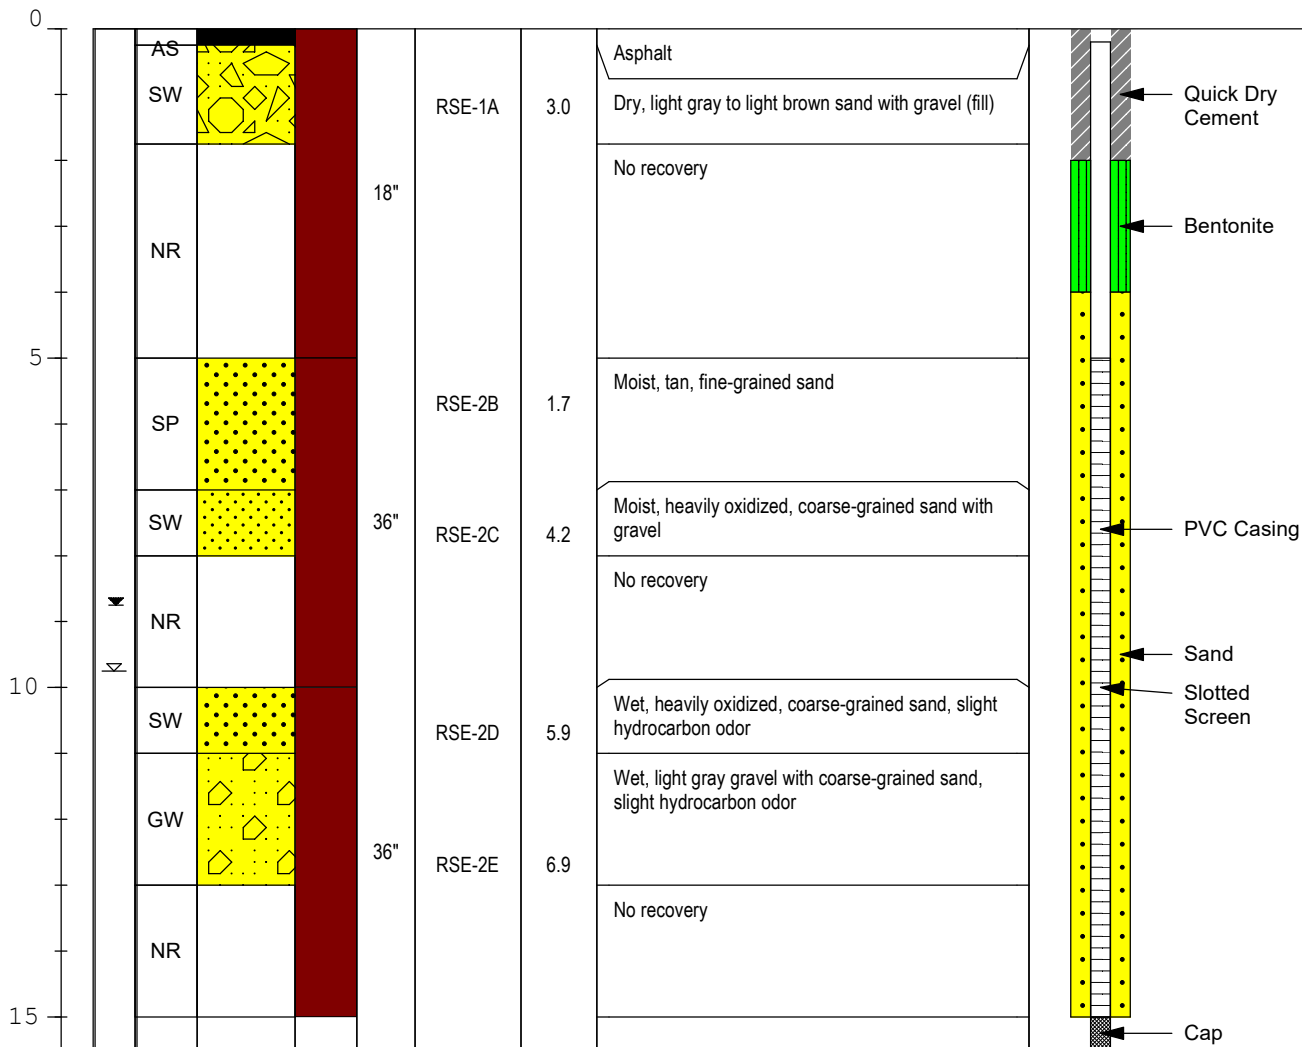 0
AS
Asphalt
SW
RSE-1A
3.0
Dry, light gray to light brown sand with gravel (fill)
Quick Dry
Cement
No recovery
18"
NR
Bentonite
5
Moist, tan, fine-grained sand
SP
RSE-2B
1.7
Moist, heavily oxidized, coarse-grained sand with
gravel
SW
36"
RSE-2C
4.2
PVC Casing
No recovery
NR
Sand
10
Slotted
Screen
Wet, heavily oxidized, coarse-grained sand, slight
hydrocarbon odor
SW
RSE-2D
5.9
Wet, light gray gravel with coarse-grained sand,
slight hydrocarbon odor
GW
36"
RSE-2E
6.9
No recovery
NR
15
Cap